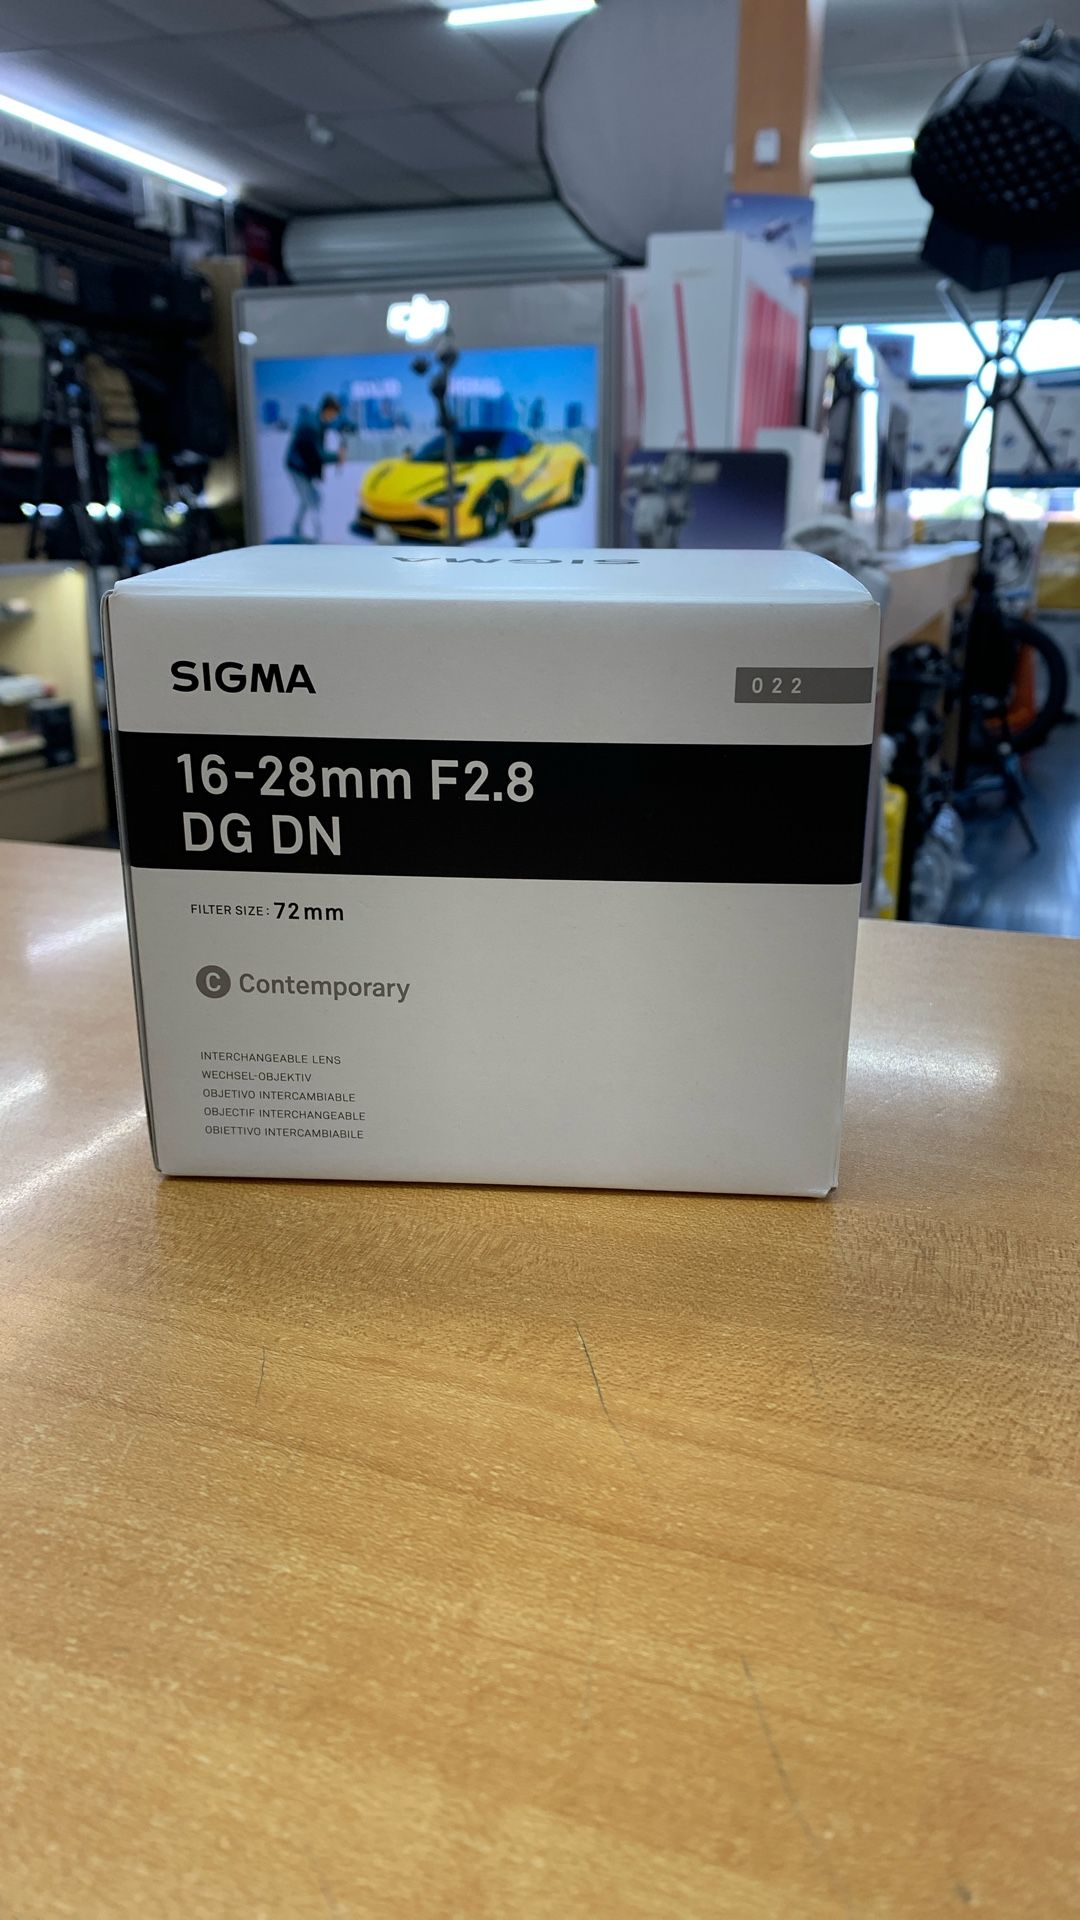 SIGMA
SIGMA
022
16-28mm F2.8
DG DN
FILTER SIZE: 72mm
C Contemporary
INTERCHANGEABLE LENS
WECHSEL-OBJEKTIV
OBJETIVO INTERCAMBIABLE
OBJECTIF INTERCHANGEABLE
OBIETTIVO INTERCAMBIABILE